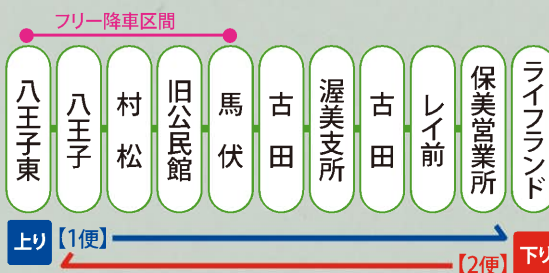 フリー降車区間
八王子東
八王子
村松
旧公民館
馬伏
古田
渥美支所
古田
レイ前
保美営業所
ライフランド
上り【1便】
【2便】下り